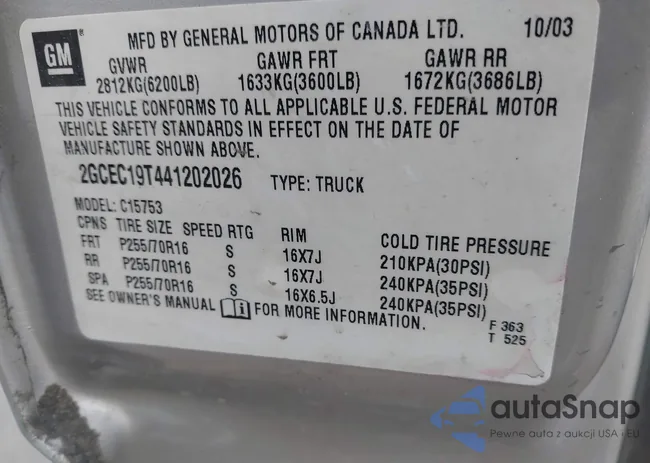 GM
MFD BY GENERAL MOTORS OF CANADA LTD. 10/03
GVWR GAWR FRT GAWR RR
2812KG(6200LB) 1633KG(3600LB) 1672KG(3686LB)
THIS VEHICLE CONFORMS TO ALL APPLICABLE U.S. FEDERAL MOTOR
VEHICLE SAFETY STANDARDS IN EFFECT ON THE DATE OF
MANUFACTURE SHOWN ABOVE.
2GCEC19T441202026 TYPE: TRUCK
MODEL: C15753
CPNS TIRE SIZE SPEED RTG RIM COLD TIRE PRESSURE
FRT P255/70R16 S 16X7J 210KPA(30PSI)
RR P255/70R16 S 16X7J 240KPA(35PSI)
SPA P255/70R16 S 16X6.5J 240KPA(35PSI)
SEE OWNER'S MANUAL FOR MORE INFORMATION.
F 363
T 525
autaSnap
Pewne auta z aukcji USA - EU